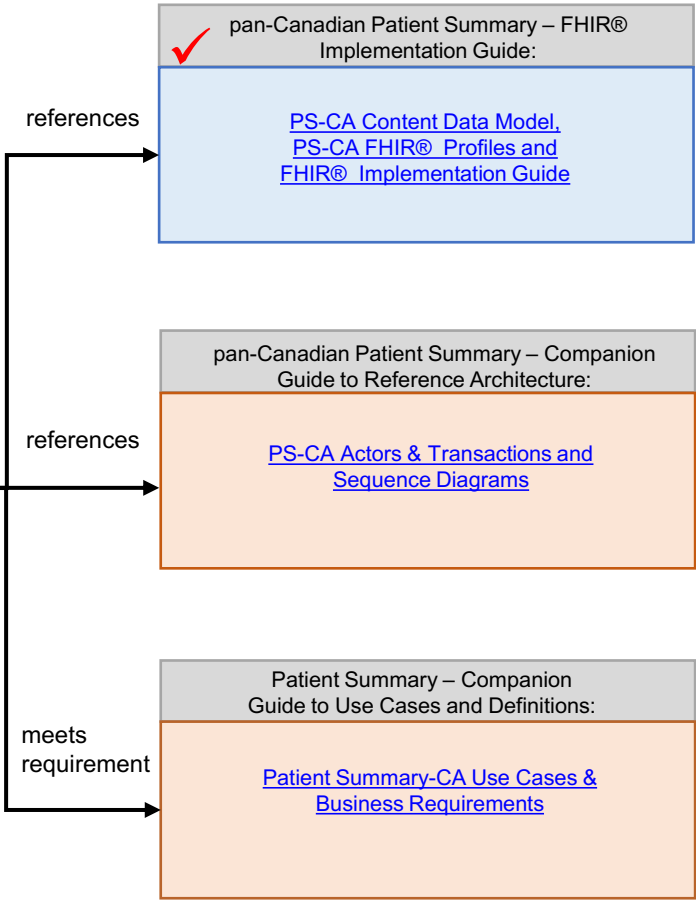 pan-Canadian Patient Summary – FHIR®
Implementation Guide:
references
PS-CA Content Data Model,
PS-CA FHIR® Profiles and
FHIR® Implementation Guide
pan-Canadian Patient Summary – Companion
Guide to Reference Architecture:
references
PS-CA Actors & Transactions and
Sequence Diagrams
Patient Summary – Companion
Guide to Use Cases and Definitions:
meets
requirement
Patient Summary-CA Use Cases &
Business Requirements